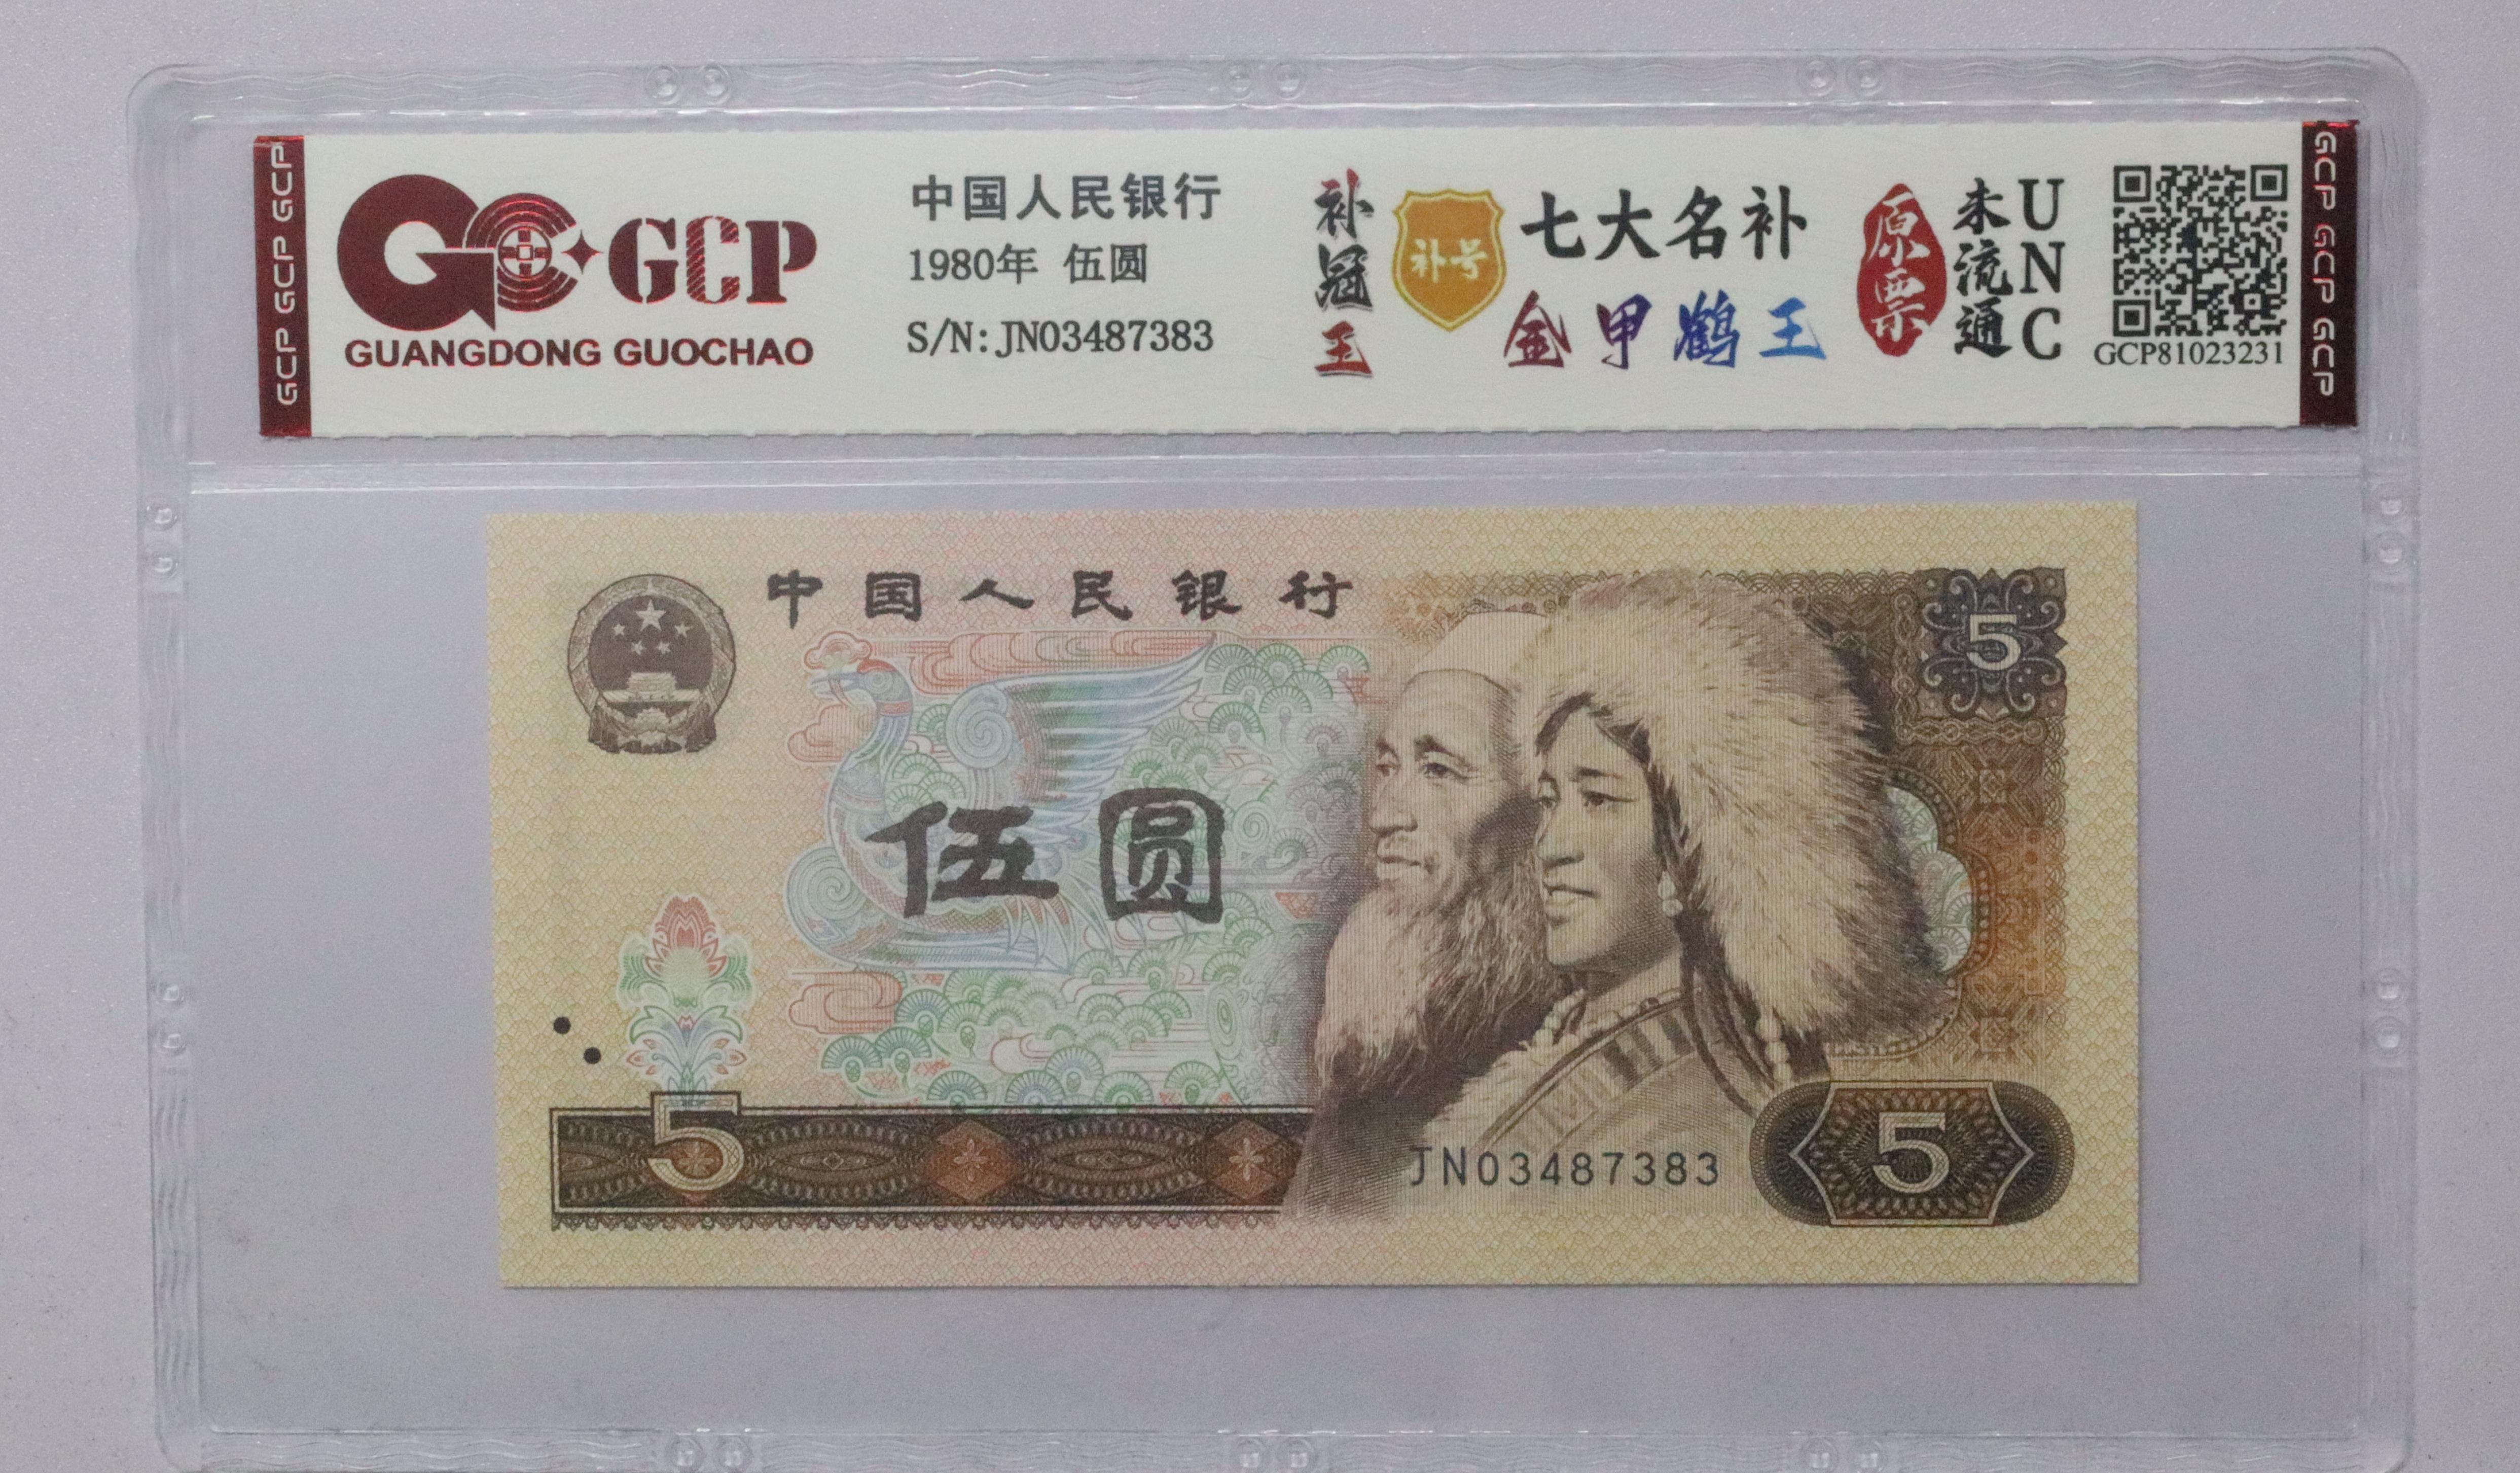 GCP GCP GCP
GCP
GUANGDONG GUOCHAO
中国人民银行
1980年 伍圆
S/N: JN03487383
补冠王
补号
七大名补
金甲鹤王
原票
未流通
UNC
GCP81023231
GCP GCP GCP
中国人民银行
5
伍圆
5
JN03487383
5